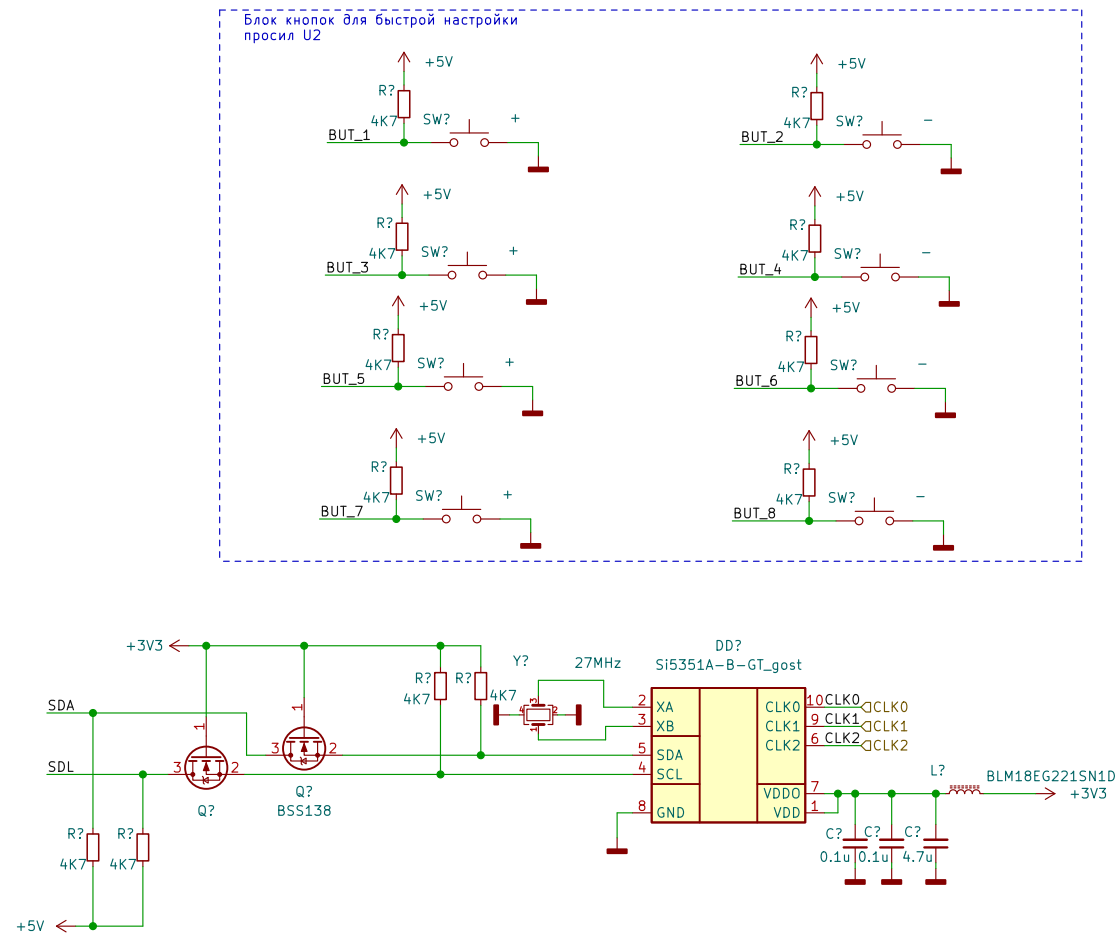 Блок кнопок для быстрой настройки
просил U2
+5V
+5V
R?
R?
4K7
SW?
+
4K7
SW?
−
BUT_1
BUT_2
+5V
+5V
R?
R?
4K7
SW?
+
4K7
SW?
−
BUT_3
BUT_4
+5V
+5V
R?
R?
4K7
SW?
+
4K7
SW?
−
BUT_5
BUT_6
+5V
+5V
R?
R?
4K7
SW?
+
4K7
SW?
−
BUT_7
BUT_8
+3V3
DD?
Y?
27MHz
Si5351A-B-GT_gost
R?
4K7
R?
4K7
3
4
2
1
SDA
1
1
2
XA
CLK0
10
CLK0
CLK0
3
XB
CLK1
9
CLK1
CLK1
CLK2
6
CLK2
CLK2
3
2
5
SDA
SDL
3
2
4
SCL
L?
BLM18EG221SN1D
Q?
VDDO
7
+3V3
Q?
BSS138
8
GND
VDD
1
R?
R?
C?
C?
C?
4K7
4K7
0.1u
0.1u
4.7u
+5V